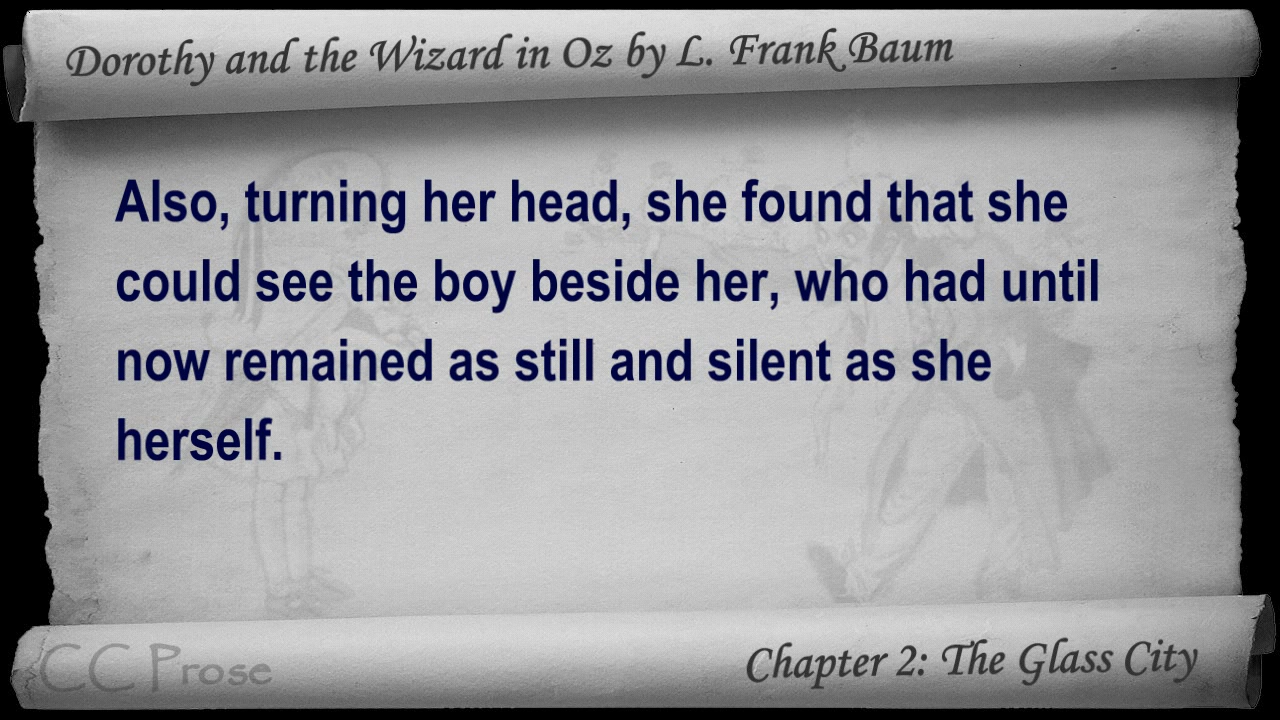 Dorothy and the Wizard in Oz by L. Frank Baum
Also, turning her head, she found that she
could see the boy beside her, who had until
now remained as still and silent as she
herself.
CC Prose
Chapter 2: The Glass City